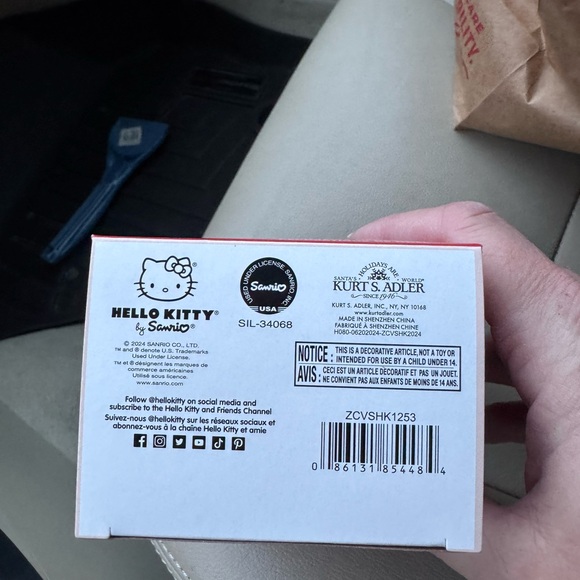 CARE
ILITY.
HELLO KITTY®
by Sanrio®
© 2024 SANRIO CO., LTD.
™ and ® denote U.S. Trademarks
Used Under License.
™ et ® désignent les marques de
commerce américaines
Utilisé sous licence.
www.sanrio.com
USED UNDER LICENSE, SANRIO, INC.
Sanrio
USA
SIL-34068
HOLIDAYS ARE
SANTA'S WORLD®
KURT S. ADLER
SINCE 1946
KURT S. ADLER, INC., NY, NY 10168
www.kurtadler.com
MADE IN SHENZHEN CHINA
FABRIQUÉ À SHENZHEN CHINE
H080-06202024-ZCVSHK2024
NOTICE : THIS IS A DECORATIVE ARTICLE, NOT A TOY OR
INTENDED FOR USE BY A CHILD UNDER 14.
AVIS : CECI EST UN ARTICLE DÉCORATIF ET PAS UN JOUET.
NE CONVIENT PAS AUX ENFANTS DE MOINS DE 14 ANS.
Follow @hellokitty on social media and
subscribe to the Hello Kitty and Friends Channel
Suivez-nous @hellokitty sur les réseaux sociaux et
abonnez-vous à la chaîne Hello Kitty et amie
ZCVSHK1253
0 86131 85448 4